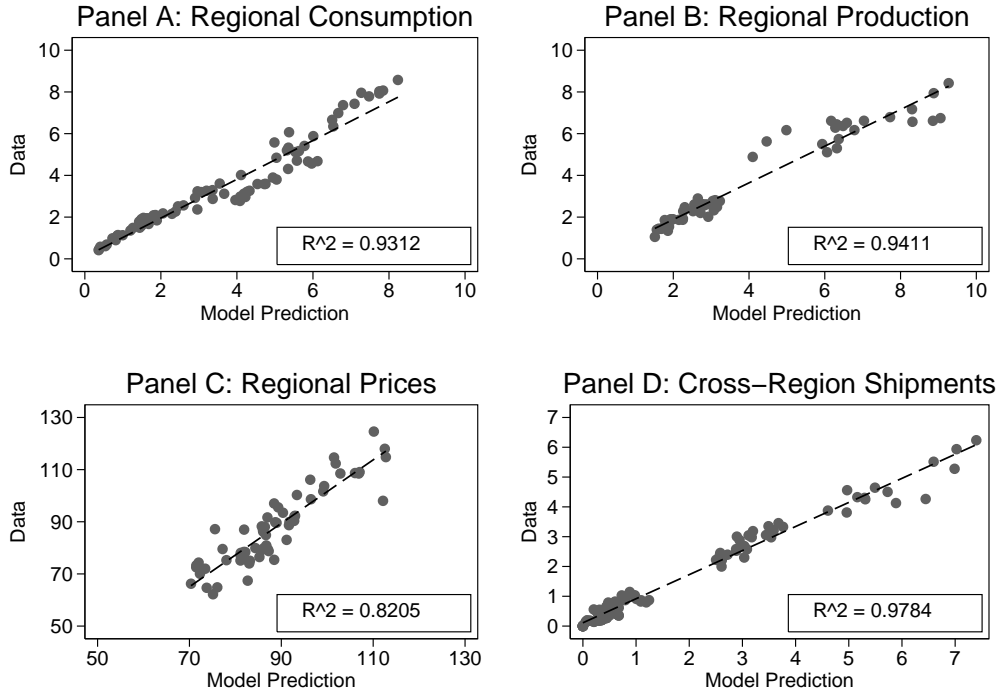 Panel A: Regional Consumption
10
8
6
4
2
0
Data
R^2 = 0.9312
0 2 4 6 8 10
Model Prediction
Panel B: Regional Production
10
8
6
4
2
0
Data
R^2 = 0.9411
0 2 4 6 8 10
Model Prediction
Panel C: Regional Prices
130
110
90
70
50
Data
R^2 = 0.8205
50 70 90 110 130
Model Prediction
Panel D: Cross−Region Shipments
7
6
5
4
3
2
1
0
Data
R^2 = 0.9784
0 1 2 3 4 5 6 7
Model Prediction